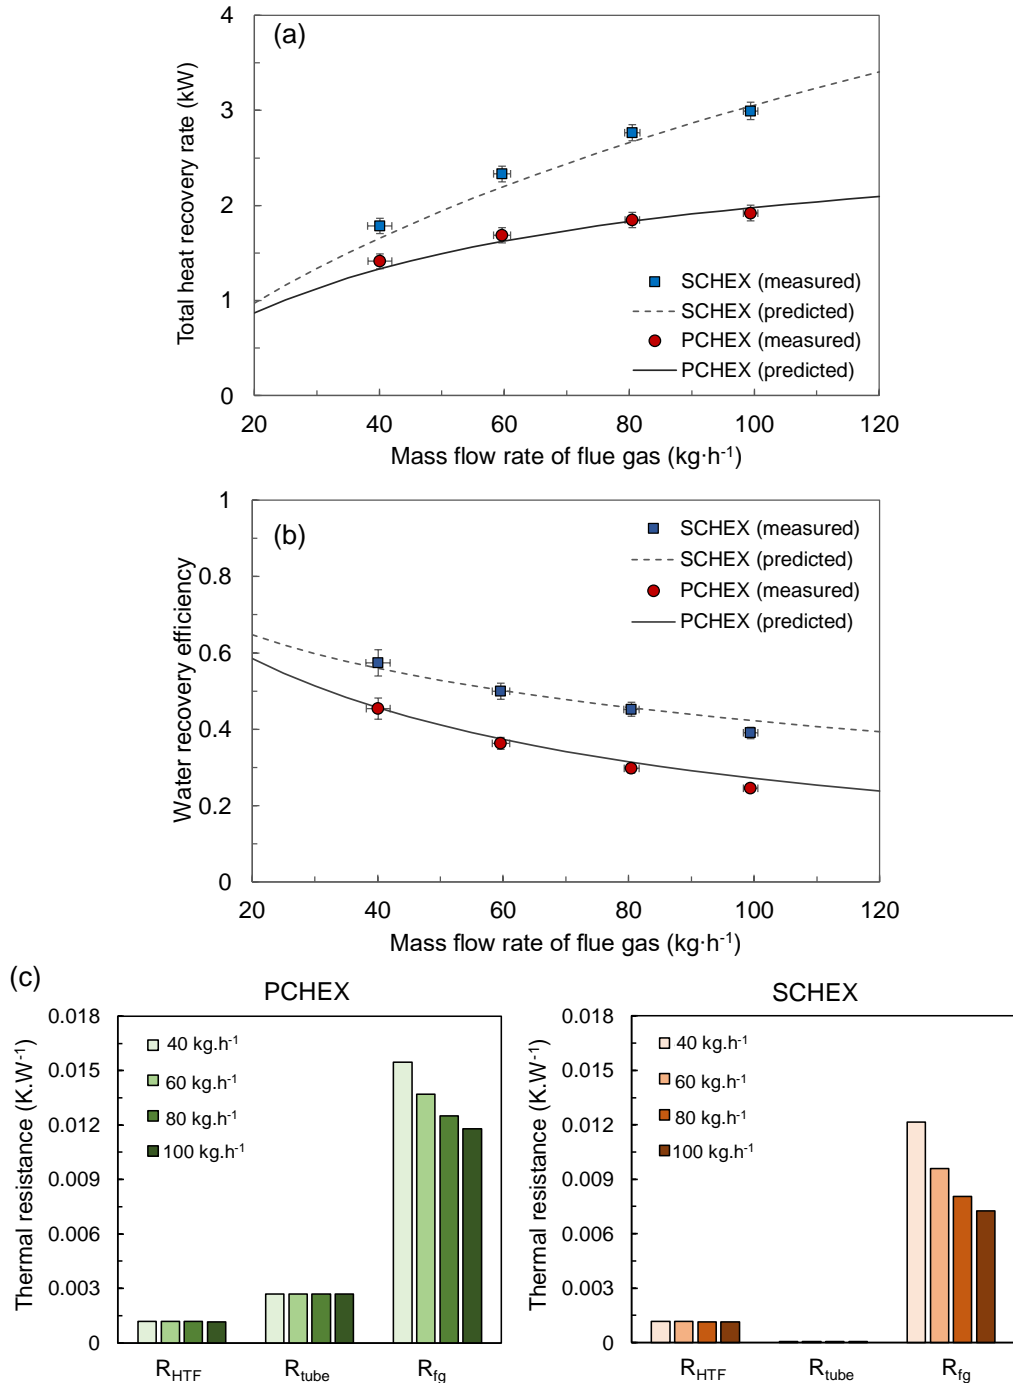 (a)
Total heat recovery rate (kW)
4
3
2
1
0
SCHEX (measured)
SCHEX (predicted)
PCHEX (measured)
PCHEX (predicted)
20 40 60 80 100 120
Mass flow rate of flue gas (kg·h⁻¹)
(b)
Water recovery efficiency
1
0.8
0.6
0.4
0.2
0
SCHEX (measured)
SCHEX (predicted)
PCHEX (measured)
PCHEX (predicted)
20 40 60 80 100 120
Mass flow rate of flue gas (kg·h⁻¹)
(c)
PCHEX
Thermal resistance (K.W⁻¹)
0.018
0.015
0.012
0.009
0.006
0.003
0
40 kg.h⁻¹
60 kg.h⁻¹
80 kg.h⁻¹
100 kg.h⁻¹
R_HTF R_tube R_fg
SCHEX
Thermal resistance (K.W⁻¹)
0.018
0.015
0.012
0.009
0.006
0.003
0
40 kg.h⁻¹
60 kg.h⁻¹
80 kg.h⁻¹
100 kg.h⁻¹
R_HTF R_tube R_fg